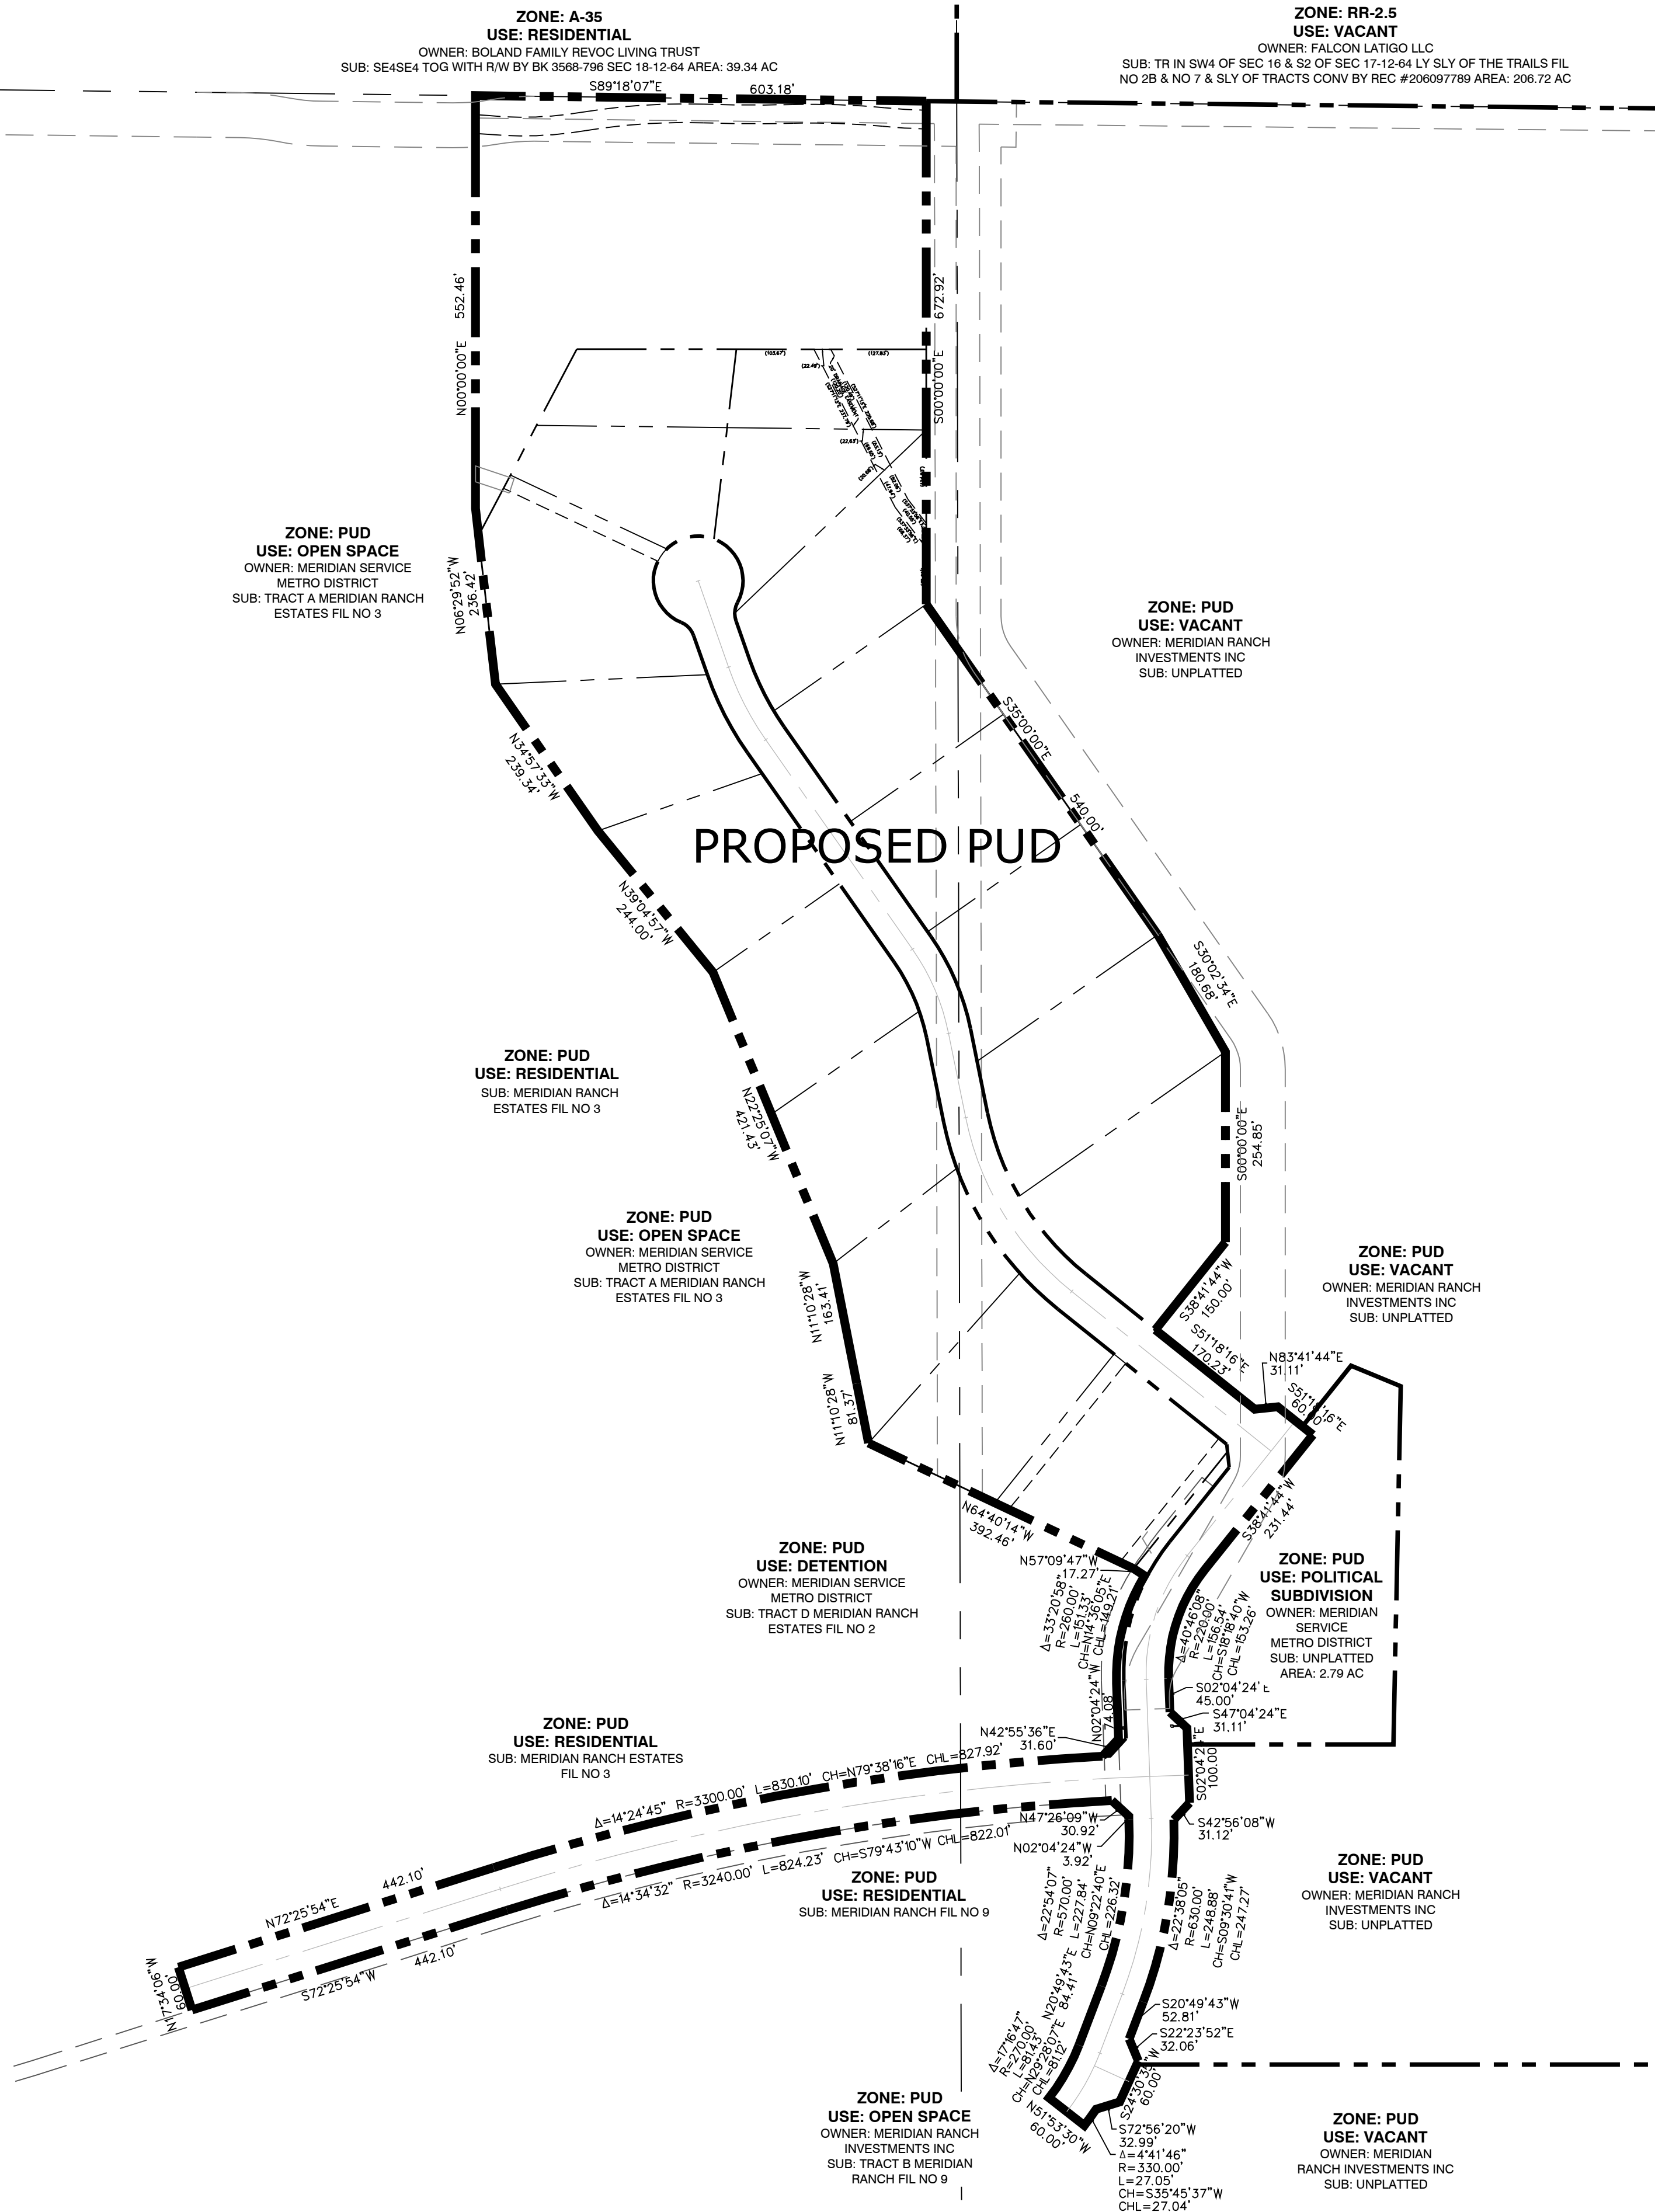 ZONE: A-35
USE: RESIDENTIAL
OWNER: BOLAND FAMILY REVOC LIVING TRUST
SUB: SE4SE4 TOG WITH R/W BY BK 3568-796 SEC 18-12-64 AREA: 39.34 AC
ZONE: RR-2.5
USE: VACANT
OWNER: FALCON LATIGO LLC
SUB: TR IN SW4 OF SEC 16 & S2 OF SEC 17-12-64 LY SLY OF THE TRAILS FIL
NO 2B & NO 7 & SLY OF TRACTS CONV BY REC #206097789 AREA: 206.72 AC
S89°18'07"E 603.18'
N00°00'00"E 552.46'
S00°00'00"E 672.92'
(103.67')
(127.83')
(22.49')
(22.63')
ZONE: PUD
USE: OPEN SPACE
OWNER: MERIDIAN SERVICE
METRO DISTRICT
SUB: TRACT A MERIDIAN RANCH
ESTATES FIL NO 3
N06°29'52"W
236.42'
ZONE: PUD
USE: VACANT
OWNER: MERIDIAN RANCH
INVESTMENTS INC
SUB: UNPLATTED
N34°57'33"W
239.34'
S35°00'00"E 540.00'
PROPOSED PUD
N39°04'57"W
244.00'
S30°02'34"E
180.68'
ZONE: PUD
USE: RESIDENTIAL
SUB: MERIDIAN RANCH
ESTATES FIL NO 3
N22°25'07"W
421.43'
S00°00'00"E
254.85'
ZONE: PUD
USE: OPEN SPACE
OWNER: MERIDIAN SERVICE
METRO DISTRICT
SUB: TRACT A MERIDIAN RANCH
ESTATES FIL NO 3
N11°10'28"W
163.41'
S38°41'44"W
150.00'
ZONE: PUD
USE: VACANT
OWNER: MERIDIAN RANCH
INVESTMENTS INC
SUB: UNPLATTED
S51°18'16"E
170.23'
N83°41'44"E
31.11'
S51°18'16"E
60.00'
N11°10'28"W
81.37'
N64°40'14"W
392.46'
S38°41'44"W
231.44'
ZONE: PUD
USE: DETENTION
OWNER: MERIDIAN SERVICE
METRO DISTRICT
SUB: TRACT D MERIDIAN RANCH
ESTATES FIL NO 2
N57°09'47"W
17.27'
Δ=33°20'58"
R=260.00'
L=151.33'
CH=N14°36'05"E
CHL=149.21'
Δ=40°46'08"
R=220.00'
L=156.54'
CH=S18°18'40"W
CHL=153.26'
ZONE: PUD
USE: POLITICAL
SUBDIVISION
OWNER: MERIDIAN
SERVICE
METRO DISTRICT
SUB: UNPLATTED
AREA: 2.79 AC
N02°04'24"W
74.08'
S02°04'24"E
45.00'
S47°04'24"E
31.11'
N42°55'36"E
31.60'
S02°04'24"E
100.00'
ZONE: PUD
USE: RESIDENTIAL
SUB: MERIDIAN RANCH ESTATES
FIL NO 3
Δ=14°24'45" R=3300.00' L=830.10' CH=N79°38'16"E CHL=827.92'
N47°26'09"W
30.92'
S42°56'08"W
31.12'
N02°04'24"W
3.92'
Δ=14°34'32" R=3240.00' L=824.23' CH=S79°43'10"W CHL=822.01'
ZONE: PUD
USE: RESIDENTIAL
SUB: MERIDIAN RANCH FIL NO 9
N72°25'54"E 442.10'
S72°25'54"W 442.10'
N17°34'06"W
60.00'
Δ=22°54'07"
R=570.00'
L=227.84'
CH=N09°22'40"E
CHL=226.32'
Δ=22°38'05"
R=630.00'
L=248.88'
CH=S09°30'41"W
CHL=247.27'
ZONE: PUD
USE: VACANT
OWNER: MERIDIAN RANCH
INVESTMENTS INC
SUB: UNPLATTED
N20°49'43"E
84.41'
S20°49'43"W
52.81'
S22°23'52"E
32.06'
Δ=17°16'47"
R=270.00'
L=81.43'
CH=N29°28'07"E
CHL=81.12'
S24°30'35"W
60.00'
N51°53'30"W
60.00'
S72°56'20"W
32.99'
Δ=4°41'46"
R=330.00'
L=27.05'
CH=S35°45'37"W
CHL=27.04'
ZONE: PUD
USE: OPEN SPACE
OWNER: MERIDIAN RANCH
INVESTMENTS INC
SUB: TRACT B MERIDIAN
RANCH FIL NO 9
ZONE: PUD
USE: VACANT
OWNER: MERIDIAN
RANCH INVESTMENTS INC
SUB: UNPLATTED